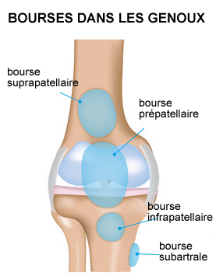 BOURSES DANS LES GENOUX
bourse
suprapatellaire
bourse
prépatellaire
bourse
infrapatellaire
bourse
subartrale